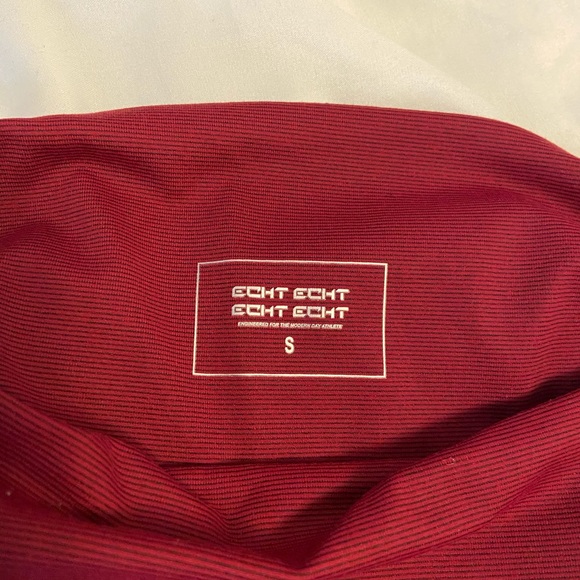 ECHT ECHT
ECHT ECHT
ENGINEERED FOR THE MODERN DAY ATHLETE
S